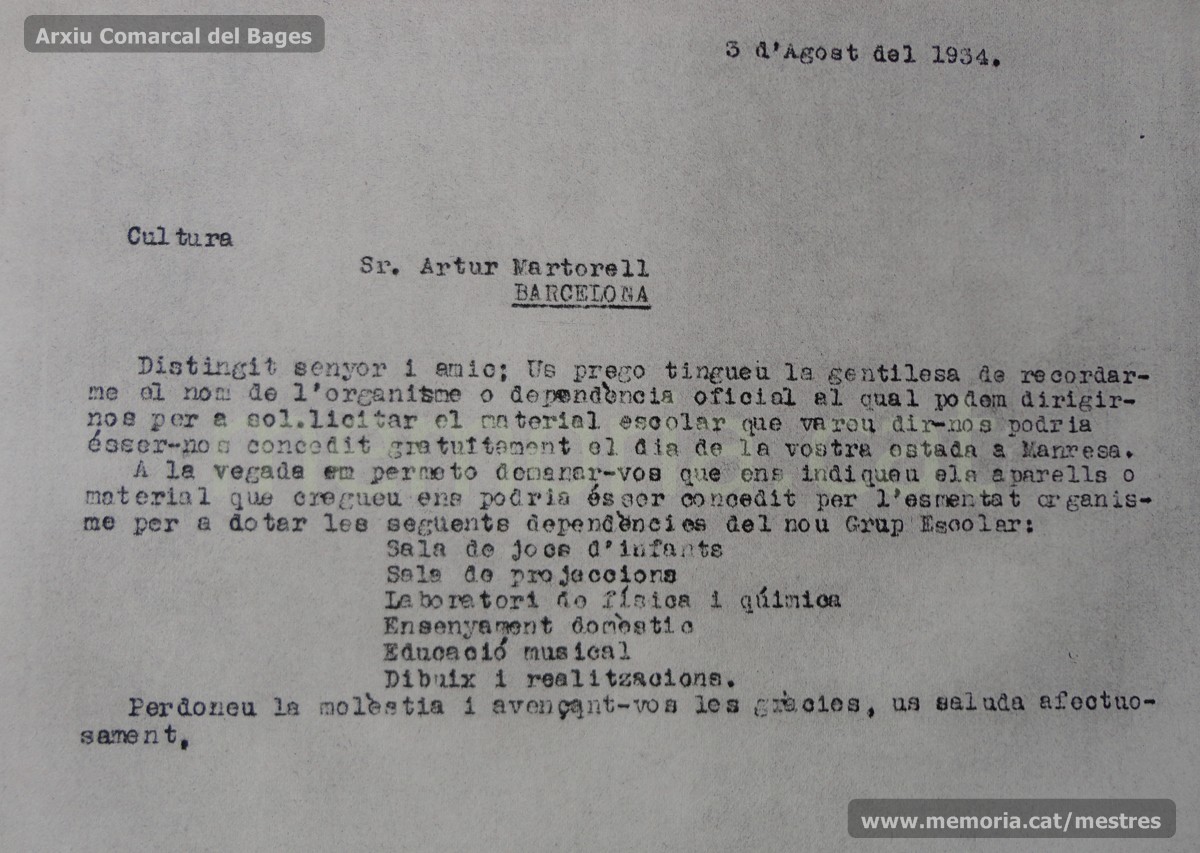 Arxiu Comarcal del Bages
3 d'Agost del 1934.
Cultura
Sr. Artur Martorell
BARCELONA
Distingit senyor i amic; Us prego tingueu la gentilesa de recordar-
me el nom de l'organisme o dependència oficial al qual podem dirigir-
nos per a sol.licitar el material escolar que vareu dir-nos podria
ésser-nos concedit gratuïtament el dia de la vostra estada a Manresa.
A la vegada em permeto demanar-vos que ens indiqueu els aparells o
material que cregueu ens podria ésser concedit per l'esmentat organis-
me per a dotar les següents dependències del nou Grup Escolar:
Sala de jocs d'infants
Sala de projeccions
Laboratori de física i qúimica
Ensenyament domèstic
Educació musical
Dibuix i realitzacions.
Perdoneu la molèstia i avençant-vos les gràcies, us saluda afectuo-
sament,
www.memoria.cat/mestres